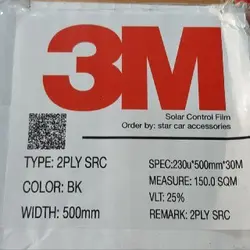 3M
Solar Control Film
Order by: star car accessories
TYPE: 2PLY SRC
SPEC:230u*500mm*30M
COLOR: BK
MEASURE: 150.0 SQM
VLT: 25%
WIDTH: 500mm
REMARK: 2PLY SRC